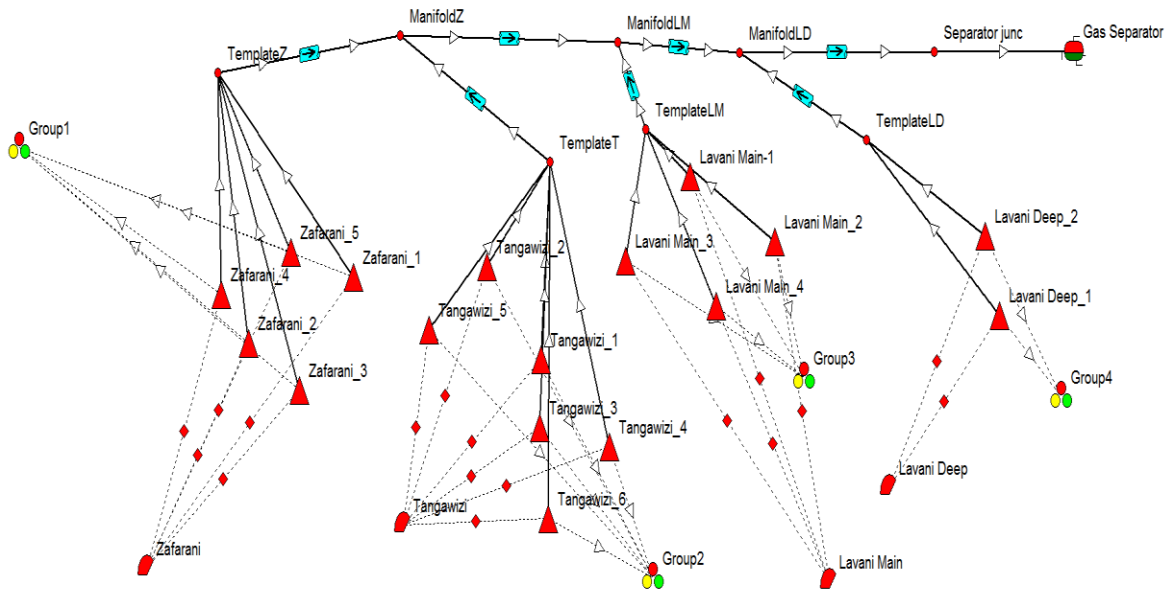 ManifoldZ
ManifoldLM
ManifoldLD
Separator junc
Gas Separator
TemplateZ
TemplateLM
TemplateLD
Group1
TemplateT
Lavani Main-1
Lavani Main_2
Lavani Deep_2
Zafarani_5
Tangawizi_2
Lavani Main_3
Zafarani_1
Zafarani_4
Lavani Main_4
Lavani Deep_1
Tangawizi_5
Zafarani_2
Tangawizi_1
Group3
Zafarani_3
Group4
Tangawizi_3
Tangawizi_4
Lavani Deep
Tangawizi_6
Tangawizi
Zafarani
Group2
Lavani Main